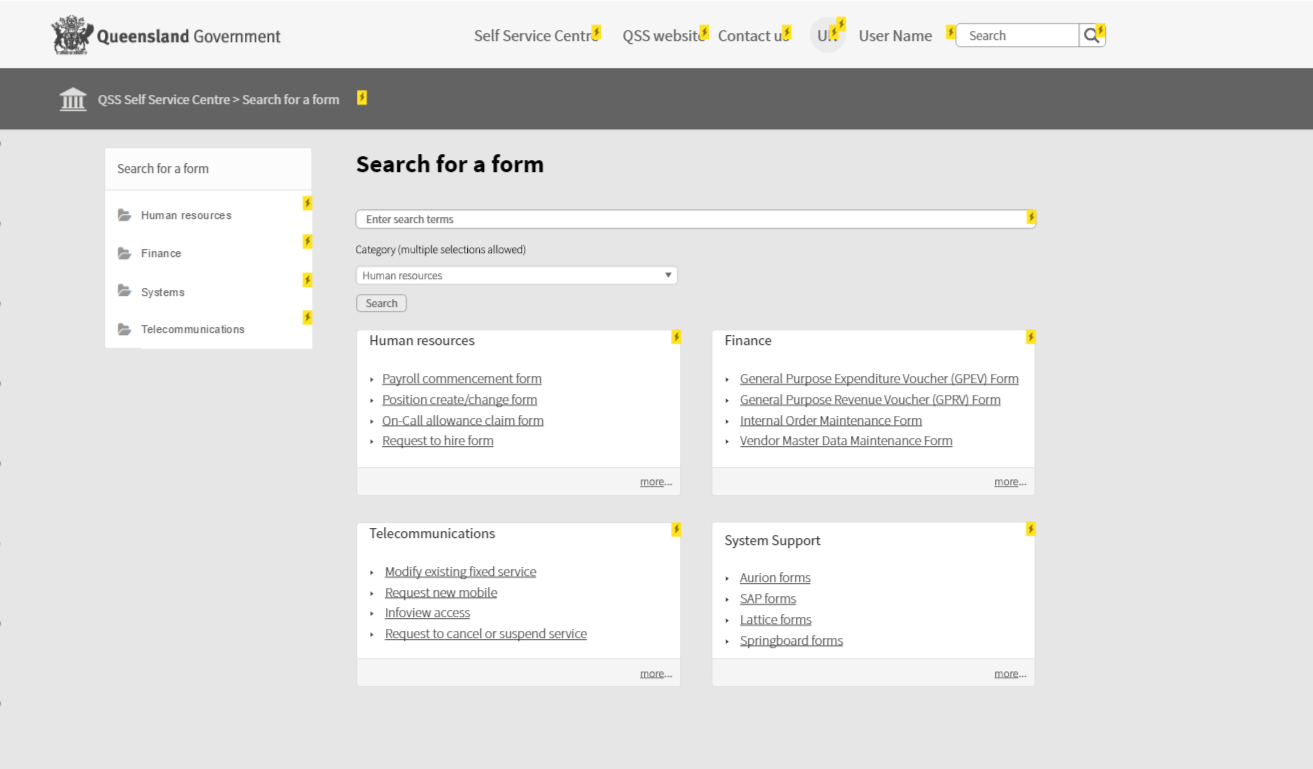 Queensland Government
Self Service Centre
QSS website
Contact us
User Name
Search
QSS Self Service Centre > Search for a form
Search for a form
Human resources
Finance
Systems
Telecommunications
Search for a form
Enter search terms
Category (multiple selections allowed)
Human resources
Search
Human resources
Payroll commencement form
Position create/change form
On-Call allowance claim form
Request to hire form
more...
Finance
General Purpose Expenditure Voucher (GPEV) Form
General Purpose Revenue Voucher (GPRV) Form
Internal Order Maintenance Form
Vendor Master Data Maintenance Form
more...
Telecommunications
Modify existing fixed service
Request new mobile
Infoview access
Request to cancel or suspend service
more...
System Support
Aurion forms
SAP forms
Lattice forms
Springboard forms
more...